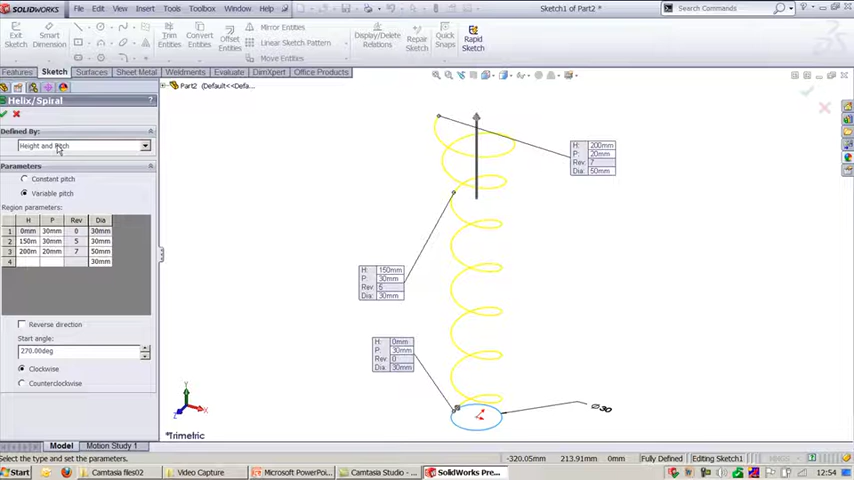 SOLIDWORKS File Edit View Insert Tools Toolbox Window Help Sketch1 of Part2 * Search Commands
Exit Sketch Smart Dimension Trim Entities Convert Entities Offset Entities Mirror Entities Linear Sketch Pattern Move Entities Display/Delete Relations Repair Sketch Quick Snaps Rapid Sketch
Features Sketch Surfaces Sheet Metal Weldments Evaluate DimXpert Office Products
Part2 (Default<<Defa...
Helix/Spiral ?
Defined By:
Height and Pitch
Parameters
Constant pitch
Variable pitch
Region parameters:
H P Rev Dia
1 0mm 30mm 0 30mm
2 150m 30mm 5 30mm
3 200m 20mm 7 50mm
4 30mm
Reverse direction
Start angle:
270.00deg
Clockwise
Counterclockwise
H: 200mm
P: 20mm
Rev: 7
Dia: 50mm
H: 150mm
P: 30mm
Rev: 5
Dia: 30mm
H: 0mm
P: 30mm
Rev: 0
Dia: 30mm
⌀30
Y
X
Z
*Trimetric
Model Motion Study 1
Select the type and set the parameters. -320.05mm 213.91mm 0mm Fully Defined Editing Sketch1
Start Camtasia files02 Video Capture Microsoft PowerPoi... Camtasia Studio - ... SolidWorks Pre... 12:54